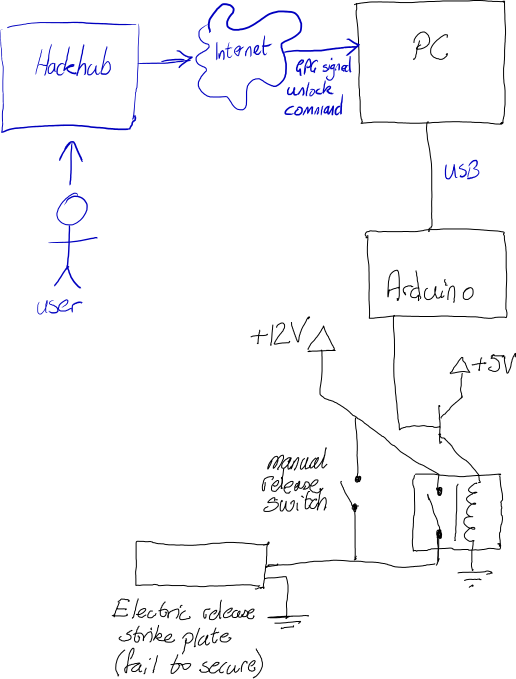 Hackhub
Internet
PC
GPG signal
unlock
command
USB
user
Arduino
+12V
+5V
manual
release
switch
Electric release
strike plate
(fail to secure)